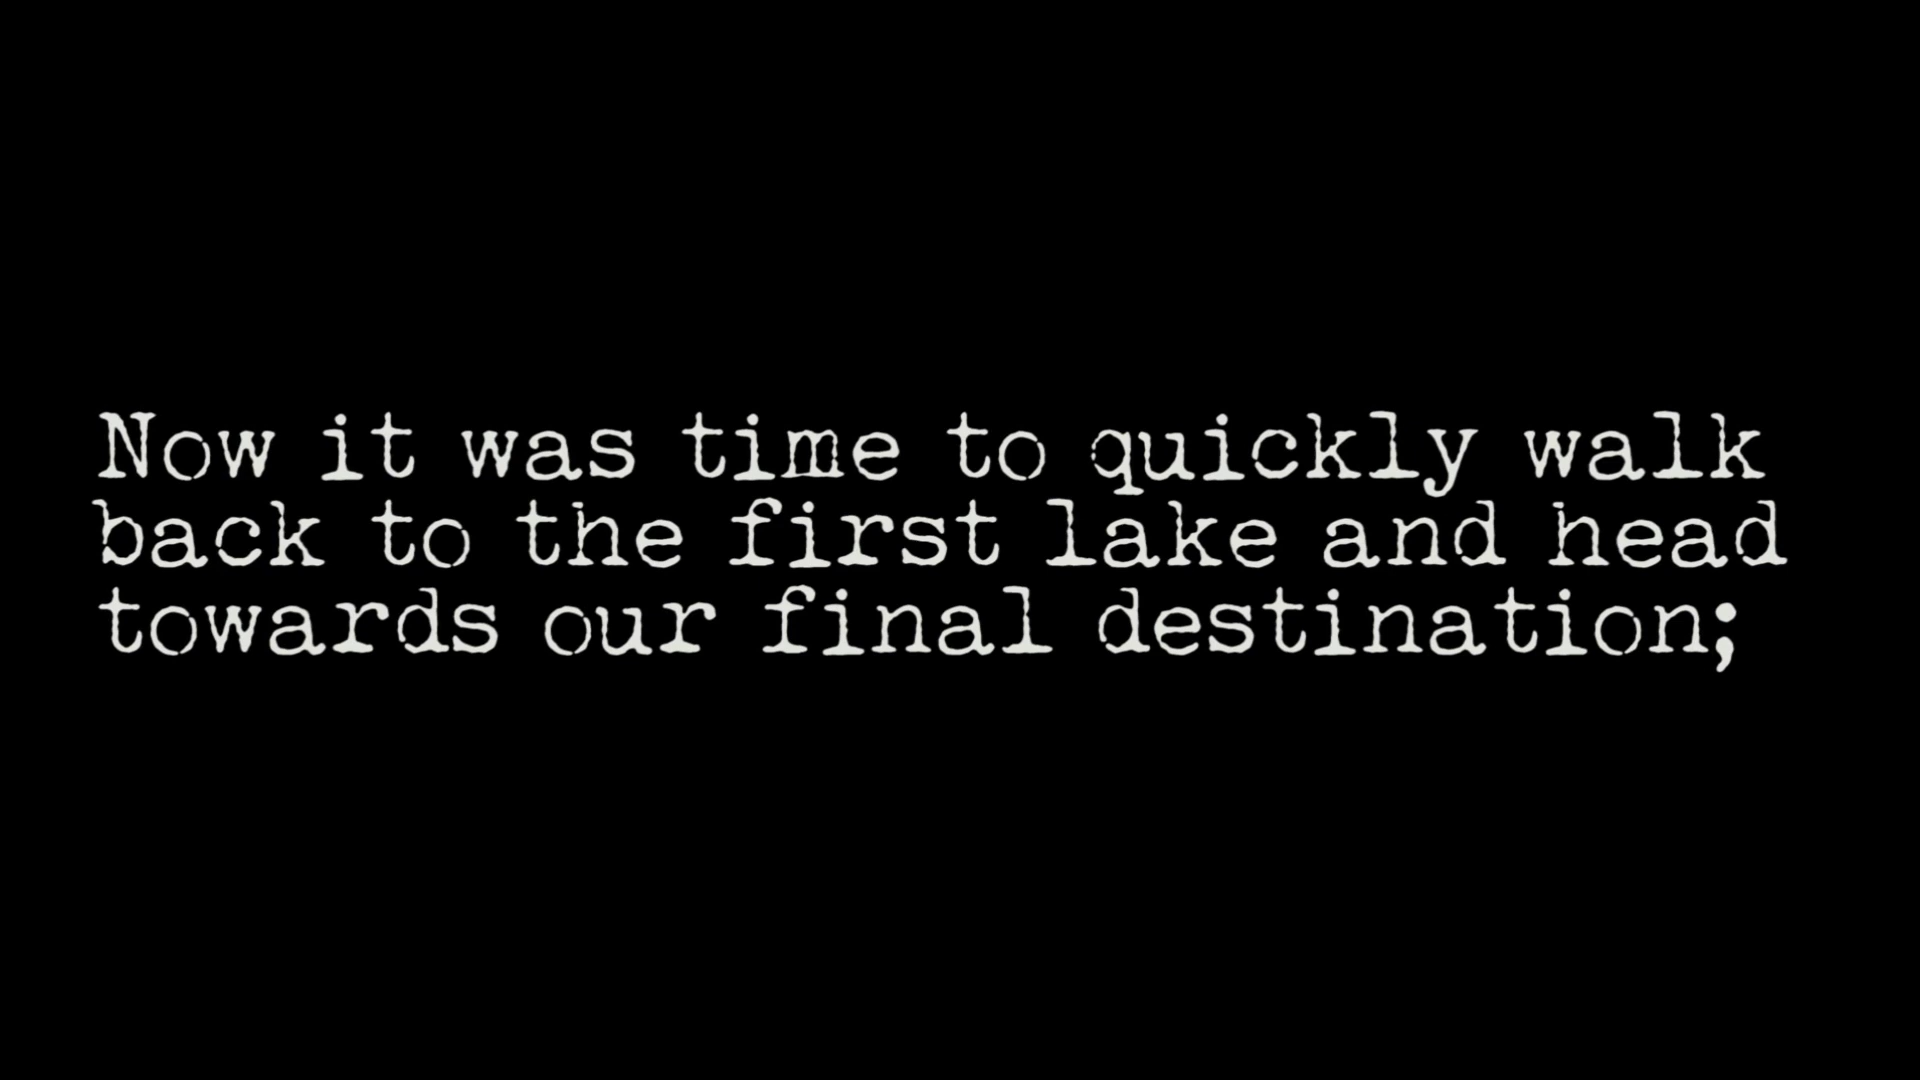 Now it was time to quickly walk
back to the first lake and head
towards our final destination;